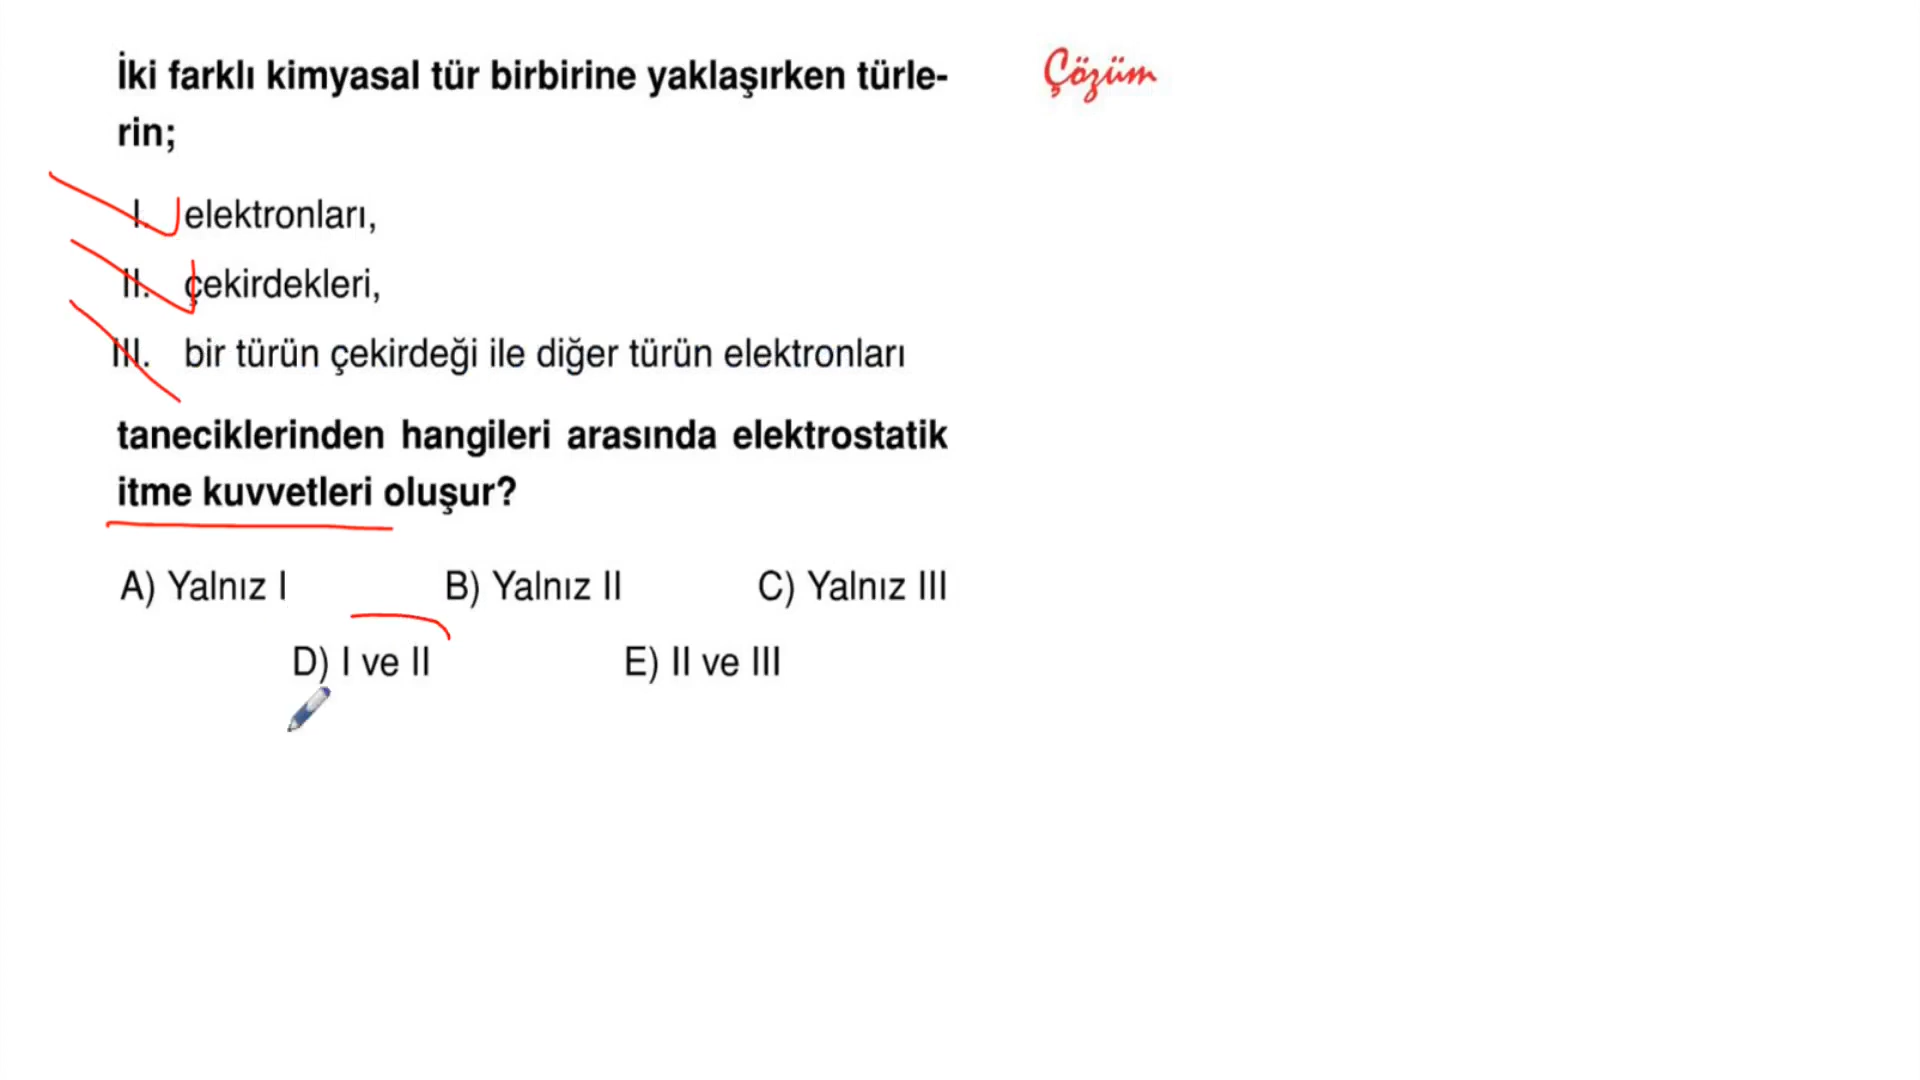 İki farklı kimyasal tür birbirine yaklaşırken türle-
rin;
I. elektronları,
II. çekirdekleri,
III. bir türün çekirdeği ile diğer türün elektronları
taneciklerinden hangileri arasında elektrostatik
itme kuvvetleri oluşur?
A) Yalnız I B) Yalnız II C) Yalnız III
D) I ve II E) II ve III
Çözüm